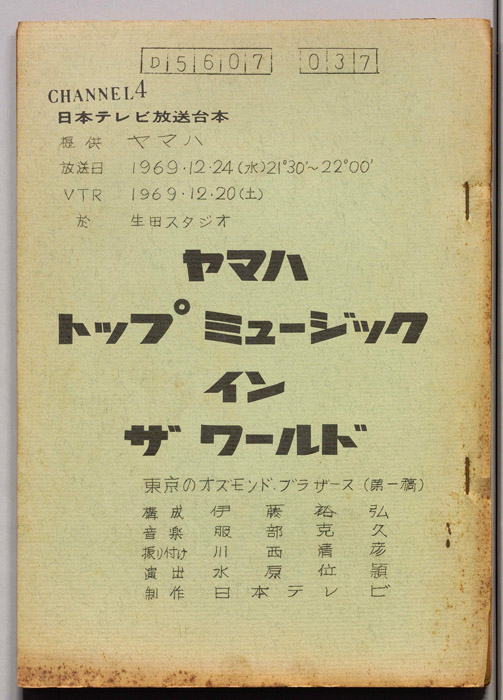 D5607 037
CHANNEL4
日本テレビ放送台本
提供 ヤマハ
放送日 1969・12・24(水)21°30'~22°00'
VTR 1969・12・20(土)
於 生田スタジオ
ヤマハ
トップ ミュージック
イン
ザ ワールド
東京のオズモンド・ブラザース(第一稿)
構成 伊藤裕弘
音楽 服部克久
振り付け 川西清彦
演出 水原位顕
制作 日本テレビ